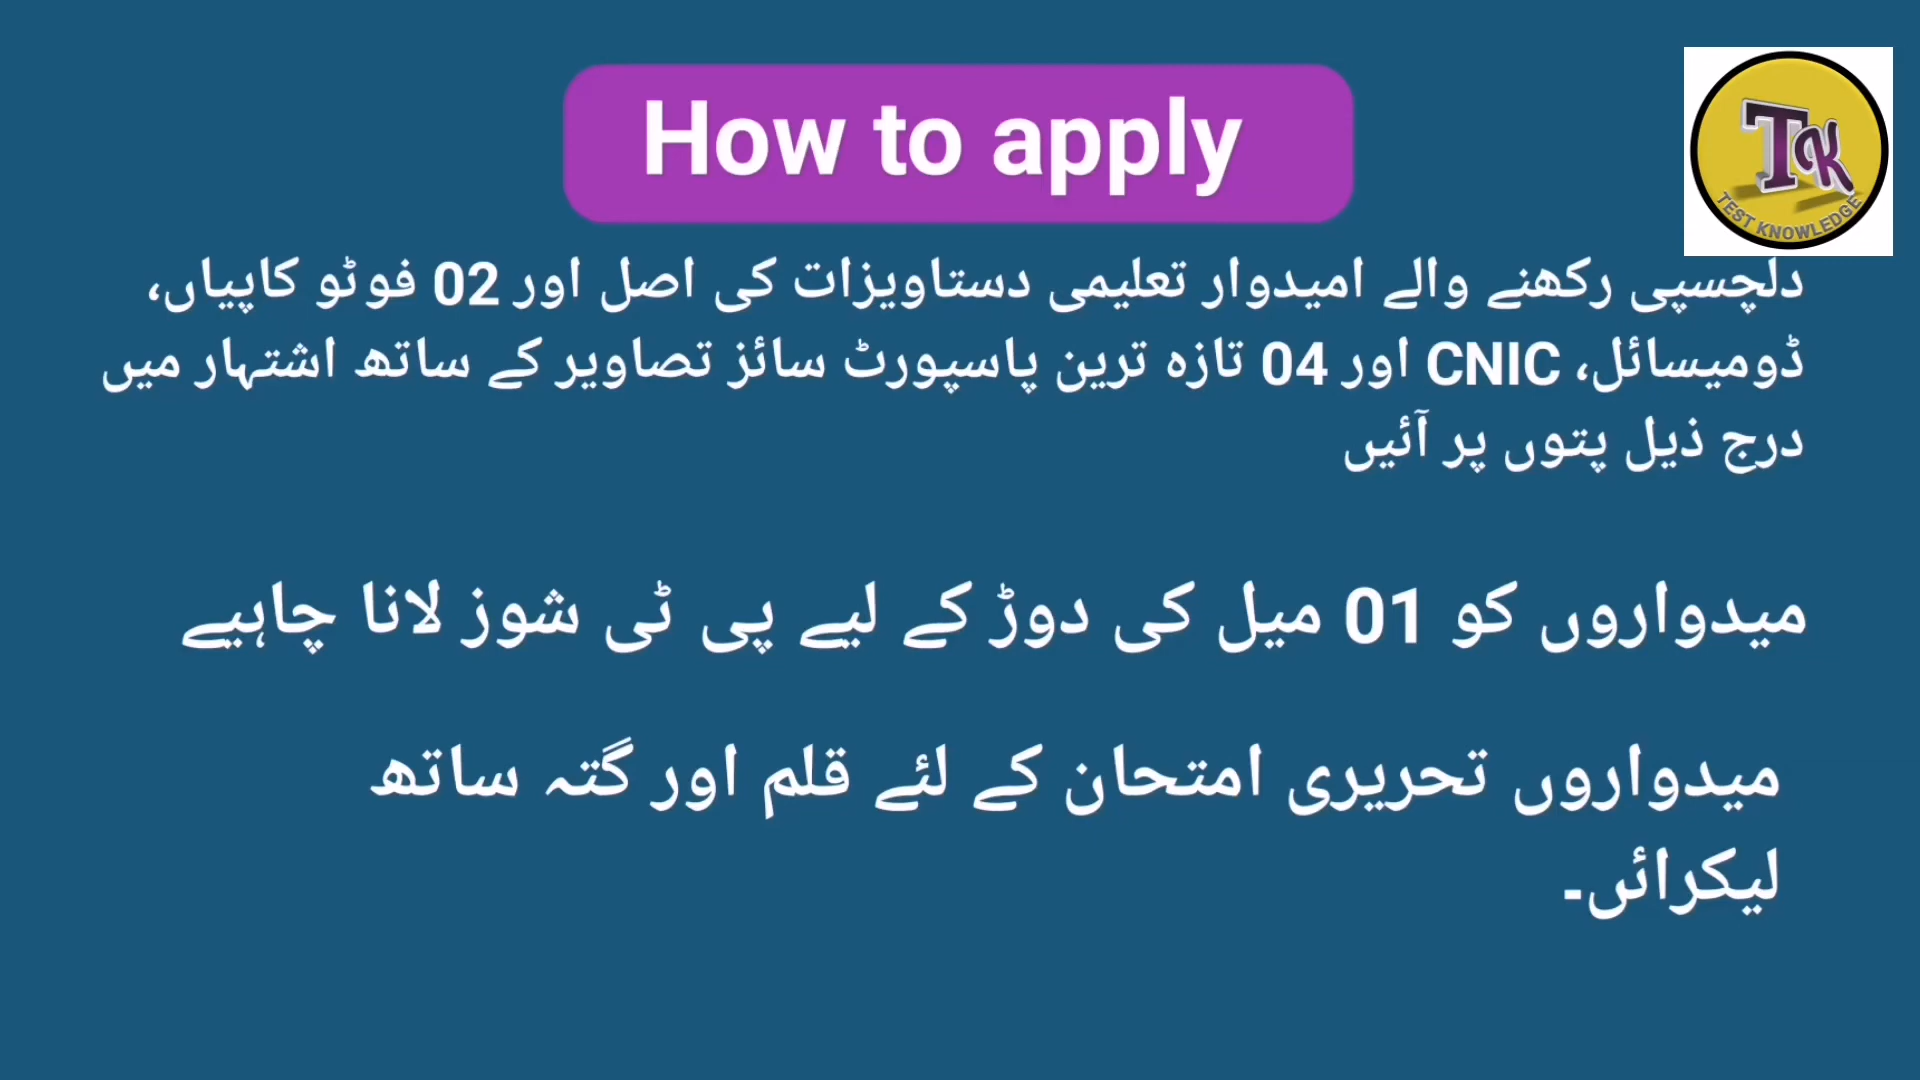 How to apply
TK
TEST KNOWLEDGE
دلچسپی رکھنے والے امیدوار تعلیمی دستاویزات کی اصل اور 02 فوٹو کاپیاں،
ڈومیسائل، CNIC اور 04 تازہ ترین پاسپورٹ سائز تصاویر کے ساتھ اشتہار میں
درج ذیل پتوں پر آئیں
میدواروں کو 01 میل کی دوڑ کے لیے پی ٹی شوز لانا چاہیے
میدواروں تحریری امتحان کے لئے قلم اور گتہ ساتھ
لیکرائں۔